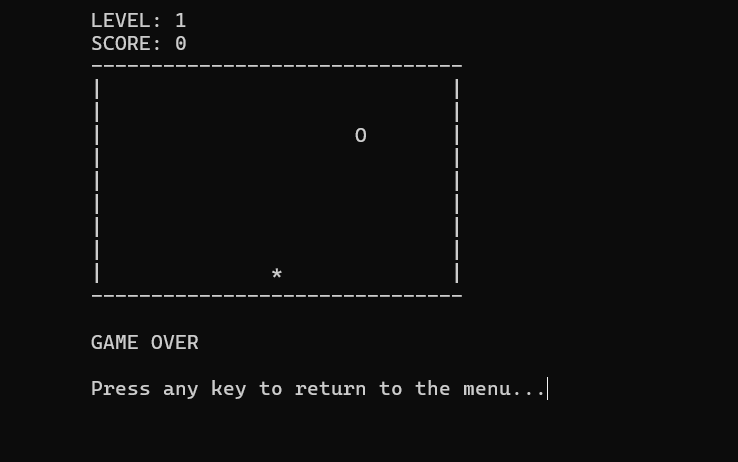 LEVEL: 1
SCORE: 0
-------------------------------
|                             |
|                             |
|                     O       |
|                             |
|                             |
|                             |
|                             |
|                             |
|              *              |
-------------------------------
GAME OVER
Press any key to return to the menu...